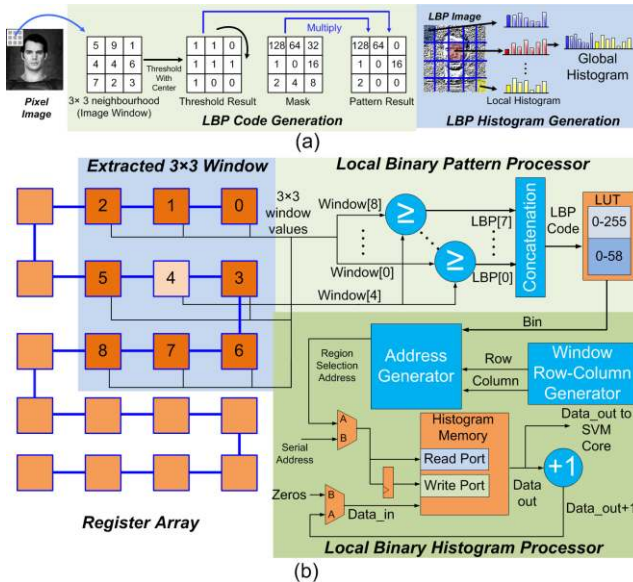 LBP Image
Multiply
5 9 1
4 4 6
7 2 3
1 1 0
1 0 1
1 0 0
128 64 32
1 0 16
2 4 8
128 64 0
1 0 16
0 0 0
Threshold
With
Center
Global
Histogram
Pixel
Image
3×3 neighbourhood
(Image Window)
Threshold Result
Mask
Pattern Result
Local Histogram
LBP Code Generation
LBP Histogram Generation
(a)
Extracted 3×3 Window
Local Binary Pattern Processor
2 1 0
5 4 3
8 7 6
3×3
window
values
Window[8]
Window[0]
Window[4]
≥
≥
LBP[7]
LBP[0]
Concatenation
LBP
Code
LUT
0-255
0-58
Bin
Region
Selection
Address
Address
Generator
Row
Column
Window
Row-Column
Generator
A
B
Serial
Address
Histogram
Memory
Read Port
Write Port
Data_out to
SVM
Core
+1
Data
out
Zeros
B
A
Data_in
Data_out+1
Register Array
Local Binary Histogram Processor
(b)